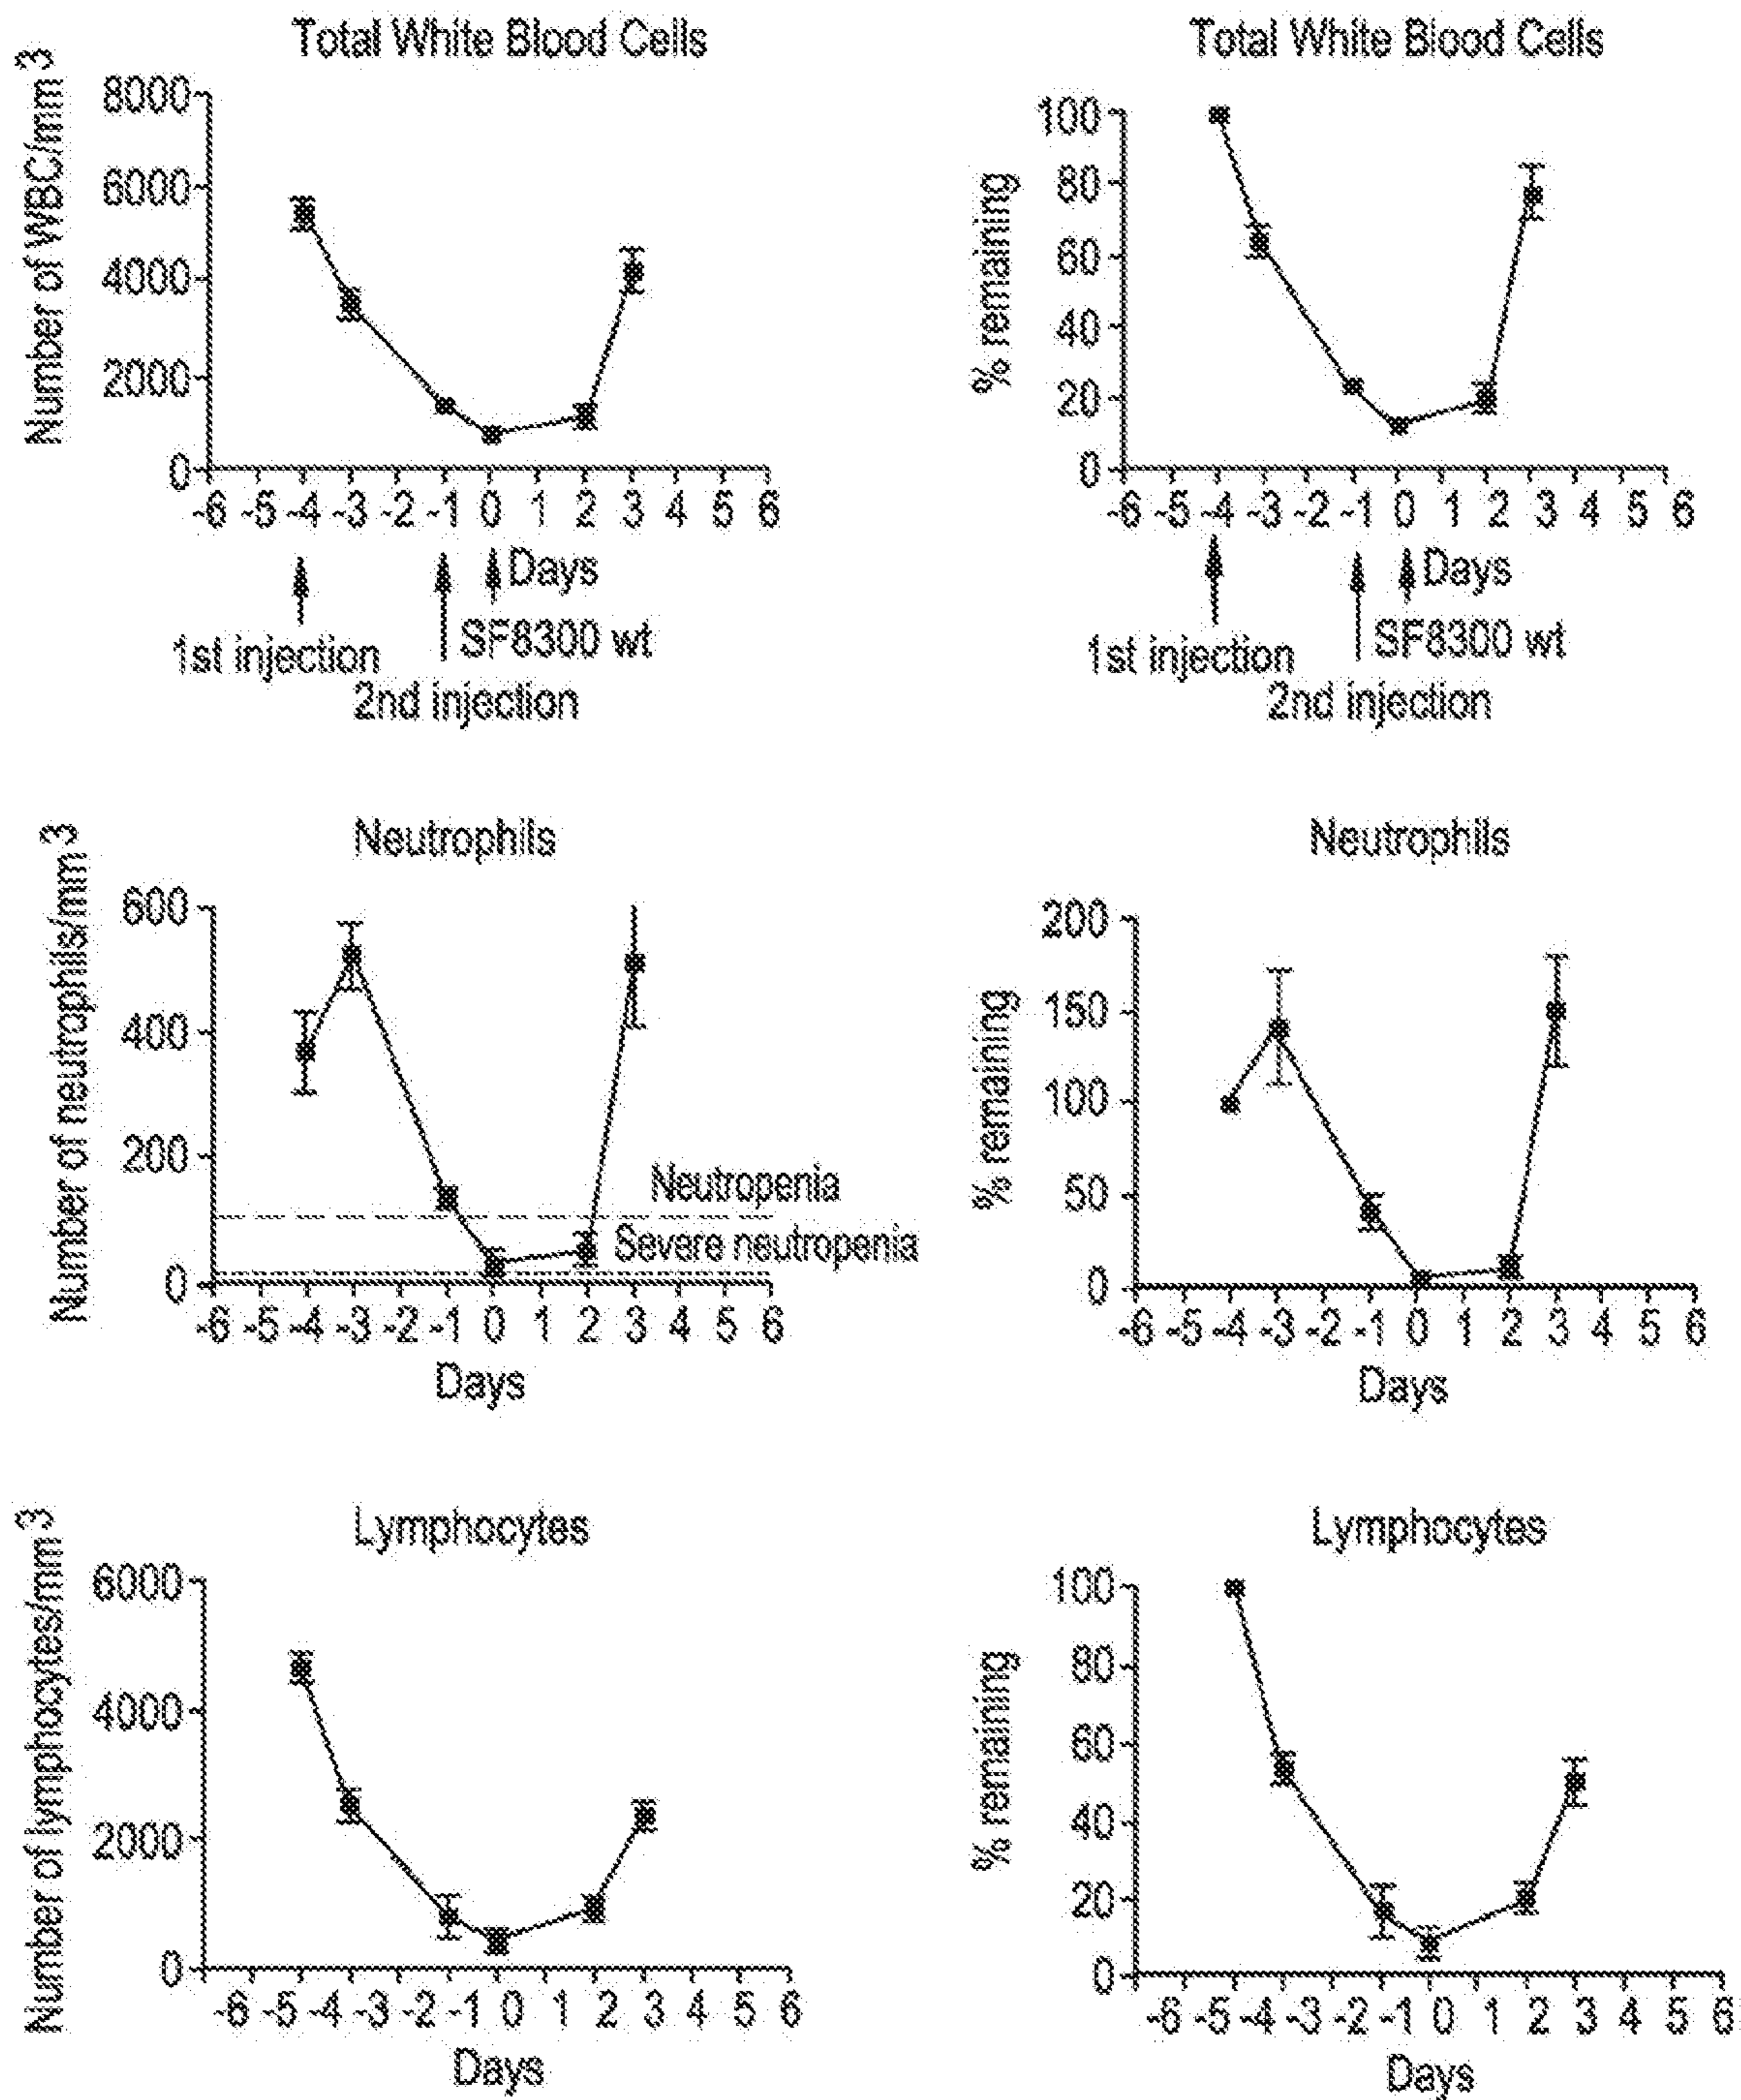 Total White Blood Cells
Number of WBC/mm3
8000
6000
4000
2000
0
-6 -5 -4 -3 -2 -1 0 1 2 3 4 5 6
Days
1st injection
SF8300 wt
2nd injection
Total White Blood Cells
% remaining
100
80
60
40
20
0
-6 -5 -4 -3 -2 -1 0 1 2 3 4 5 6
Days
1st injection
SF8300 wt
2nd injection
Neutrophils
Number of neutrophils/mm3
600
400
200
0
Neutropenia
Severe neutropenia
-6 -5 -4 -3 -2 -1 0 1 2 3 4 5 6
Days
Neutrophils
% remaining
200
150
100
50
0
-6 -5 -4 -3 -2 -1 0 1 2 3 4 5 6
Days
Lymphocytes
Number of lymphocytes/mm3
6000
4000
2000
0
-6 -5 -4 -3 -2 -1 0 1 2 3 4 5 6
Days
Lymphocytes
% remaining
100
80
60
40
20
0
-6 -5 -4 -3 -2 -1 0 1 2 3 4 5 6
Days